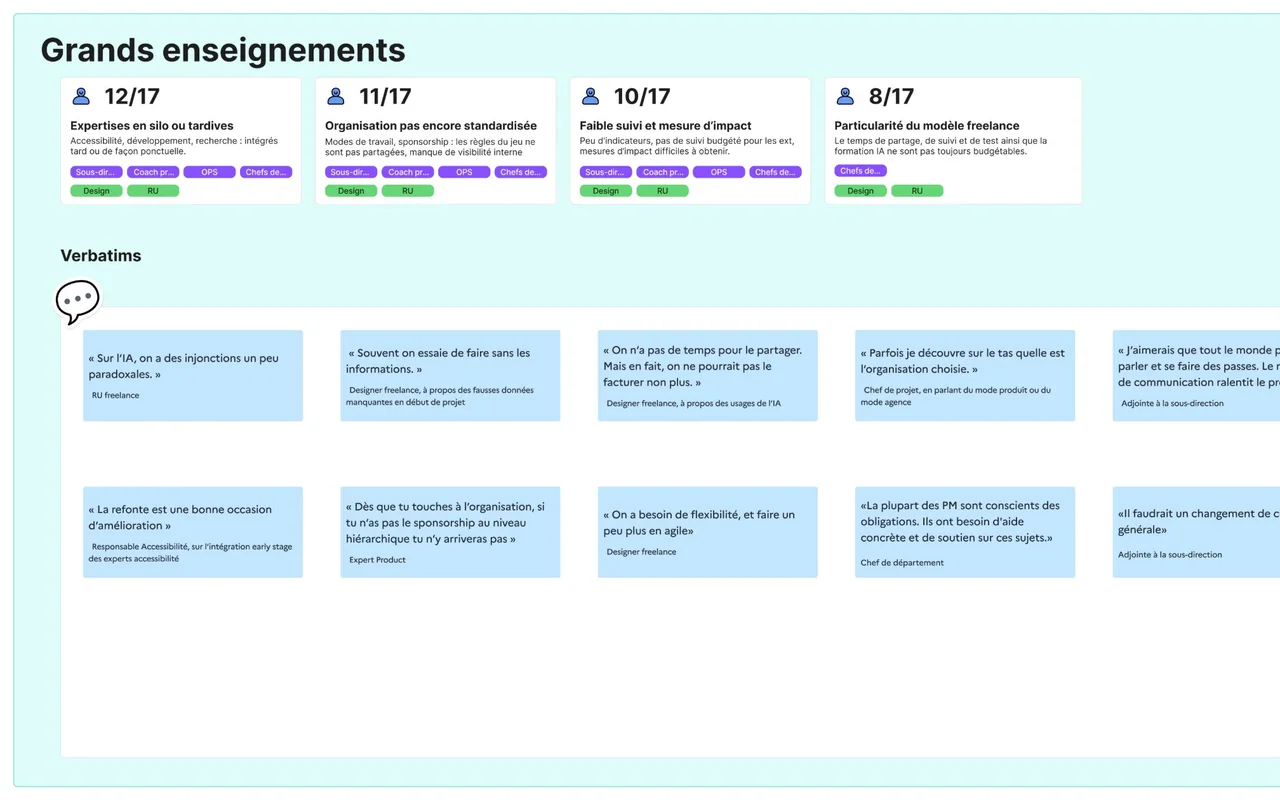 Grands enseignements
12/17
Expertises en silo ou tardives
Accessibilité, développement, recherche : intégrés
tard ou de façon ponctuelle.
Sous-dir... Coach pr... OPS Chefs de...
Design RU
11/17
Organisation pas encore standardisée
Modes de travail, sponsorship : les règles du jeu ne
sont pas partagées, manque de visibilité interne
Sous-dir... Coach pr... OPS Chefs de...
Design RU
10/17
Faible suivi et mesure d’impact
Peu d’indicateurs, pas de suivi budgété pour les ext,
mesures d’impact difficiles à obtenir.
Sous-dir... Coach pr... OPS Chefs de...
Design RU
8/17
Particularité du modèle freelance
Le temps de partage, de suivi et de test ainsi que la
formation IA ne sont pas toujours budgétables.
Chefs de...
Design RU
Verbatims
« Sur l’IA, on a des injonctions un peu
paradoxales. »
RU freelance
« Souvent on essaie de faire sans les
informations. »
Designer freelance, à propos des fausses données
manquantes en début de projet
« On n’a pas de temps pour le partager.
Mais en fait, on ne pourrait pas le
facturer non plus. »
Designer freelance, à propos des usages de l’IA
« Parfois je découvre sur le tas quelle est
l’organisation choisie. »
Chef de projet, en parlant du mode produit ou du
mode agence
« J’aimerais que tout le monde
parler et se faire des passes. Le
de communication ralentit le
Adjointe à la sous-direction
« La refonte est une bonne occasion
d’amélioration »
Responsable Accessibilité, sur l’intégration early stage
des experts accessibilité
« Dès que tu touches à l’organisation, si
tu n’as pas le sponsorship au niveau
hiérarchique tu n’y arriveras pas »
Expert Product
« On a besoin de flexibilité, et faire un
peu plus en agile»
Designer freelance
«La plupart des PM sont conscients des
obligations. Ils ont besoin d’aide
concrète et de soutien sur ces sujets.»
Chef de département
«Il faudrait un changement de
générale»
Adjointe à la sous-direction